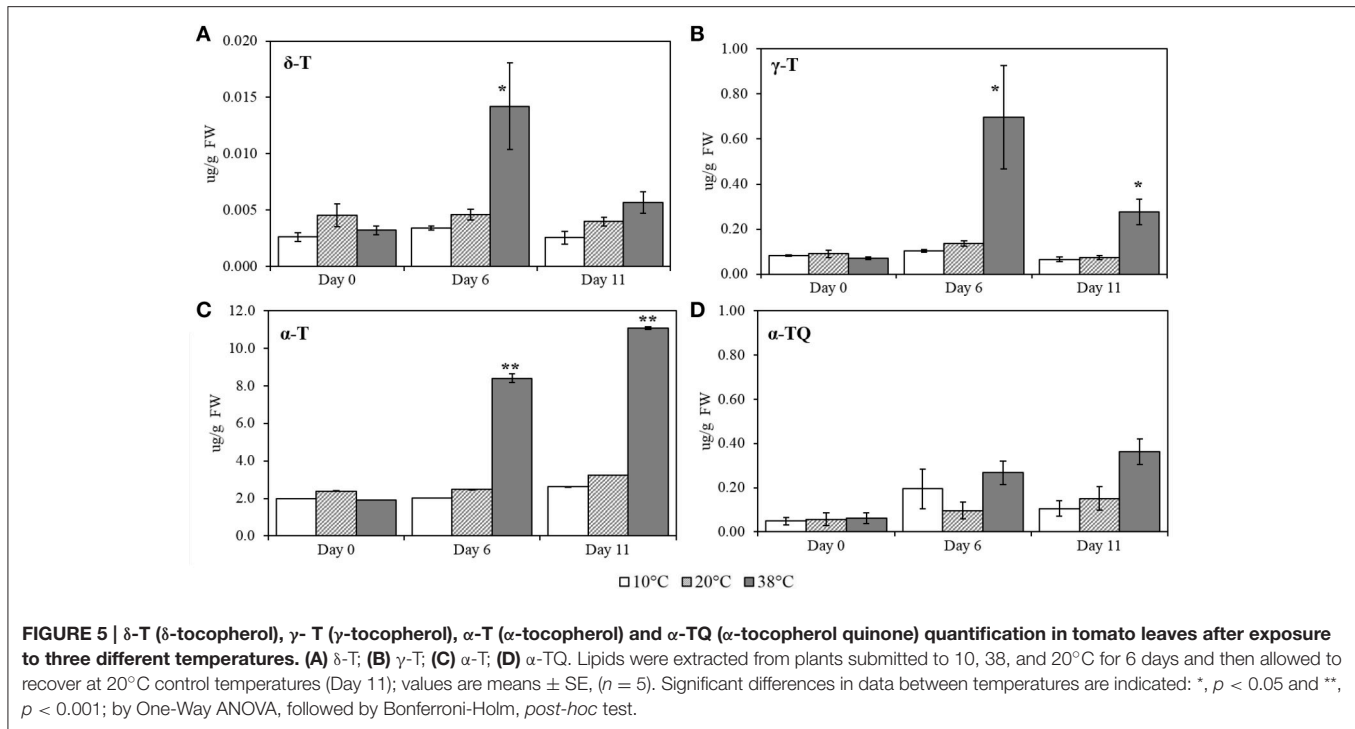 A
δ-T
ug/g FW
0.020
0.015
0.010
0.005
0.000
Day 0 Day 6 Day 11
*
B
γ-T
ug/g FW
1.00
0.80
0.60
0.40
0.20
0.00
Day 0 Day 6 Day 11
*
*
C
α-T
ug/g FW
12.0
10.0
8.0
6.0
4.0
2.0
0.0
Day 0 Day 6 Day 11
**
**
D
α-TQ
ug/g FW
1.00
0.80
0.60
0.40
0.20
0.00
Day 0 Day 6 Day 11
10°C 20°C 38°C
FIGURE 5 | δ-T (δ-tocopherol), γ- T (γ-tocopherol), α-T (α-tocopherol) and α-TQ (α-tocopherol quinone) quantification in tomato leaves after exposure
to three different temperatures. (A) δ-T; (B) γ-T; (C) α-T; (D) α-TQ. Lipids were extracted from plants submitted to 10, 38, and 20°C for 6 days and then allowed to
recover at 20°C control temperatures (Day 11); values are means ± SE, (n = 5). Significant differences in data between temperatures are indicated: *, p < 0.05 and **,
p < 0.001; by One-Way ANOVA, followed by Bonferroni-Holm, post-hoc test.